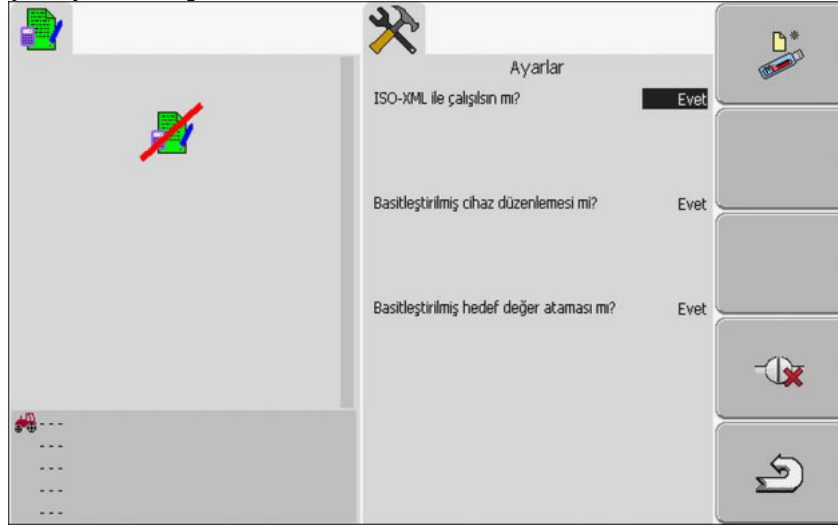 Ayarlar
ISO-XML ile çalışılsın mı? Evet
Basitleştirilmiş cihaz düzenlemesi mi? Evet
Basitleştirilmiş hedef değer ataması mı? Evet
- - -
- - -
- - -
- - -
- - -